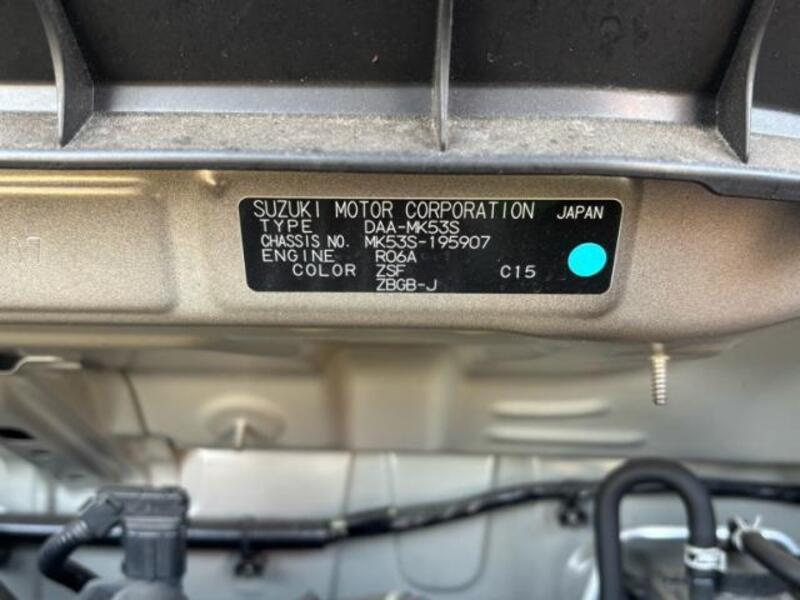 SUZUKI MOTOR CORPORATION JAPAN
TYPE DAA-MK53S
CHASSIS NO. MK53S-195907
ENGINE R06A
COLOR ZSF C15
ZBGB-J